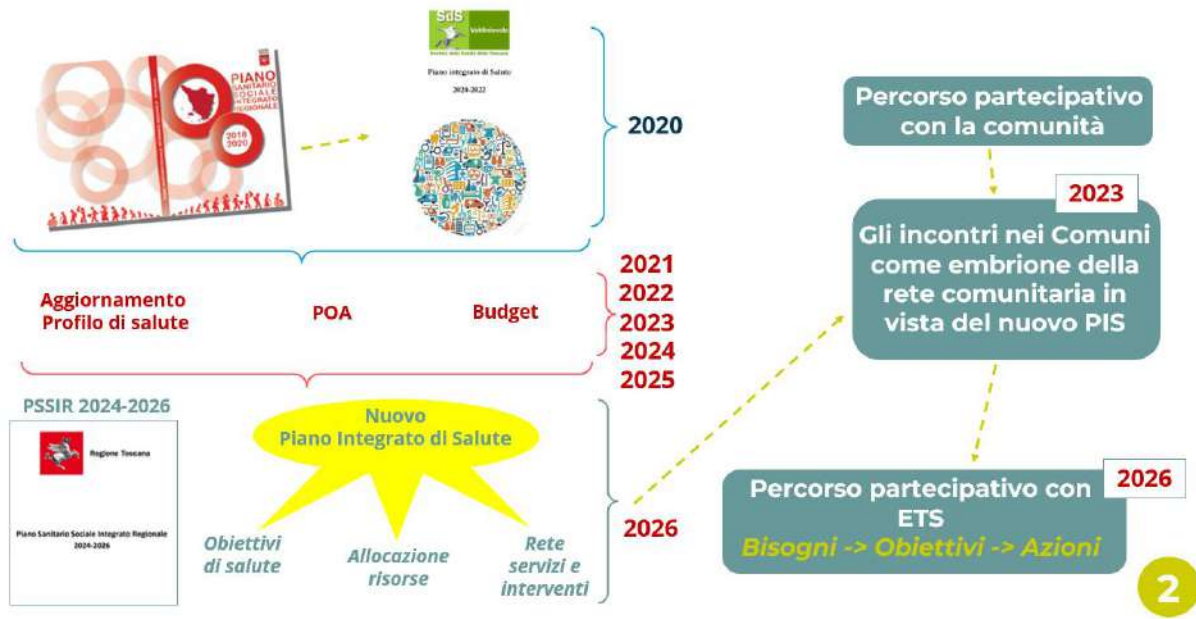 PIANO
SANITARIO
SOCIALE
INTEGRATO
REGIONALE
2018
2020
SdS
Valdinievole
Piano integrato di Salute
2020-2022
2020
Aggiornamento
Profilo di salute
POA
Budget
2021
2022
2023
2024
2025
PSSIR 2024-2026
Regione Toscana
Piano Sanitario Sociale Integrato Regionale
2024-2026
Nuovo
Piano Integrato di Salute
Obiettivi
di salute
Allocazione
risorse
Rete
servizi e
interventi
2026
Percorso partecipativo
con la comunità
2023
Gli incontri nei Comuni
come embrione della
rete comunitaria in
vista del nuovo PIS
2026
Percorso partecipativo con
ETS
Bisogni -> Obiettivi -> Azioni
2